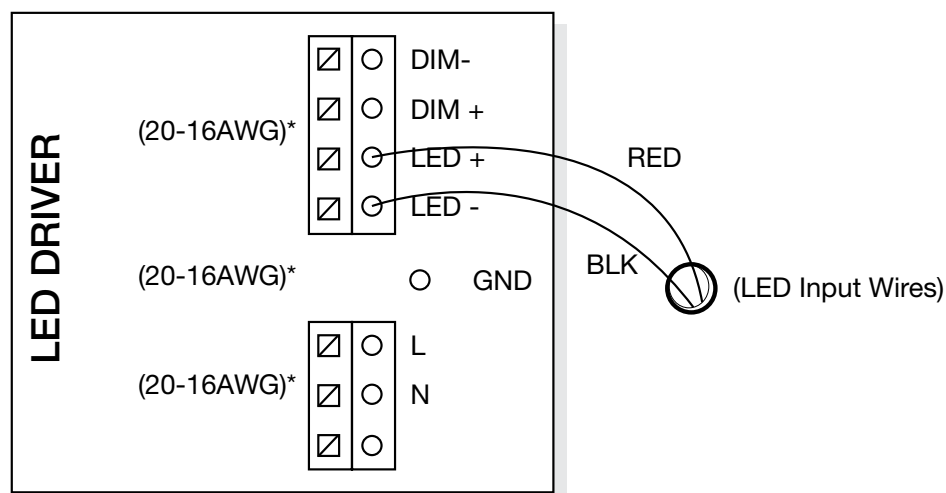 LED DRIVER
(20-16AWG)*
DIM-
DIM +
LED +
LED -
RED
BLK
(20-16AWG)*
GND
(LED Input Wires)
(20-16AWG)*
L
N